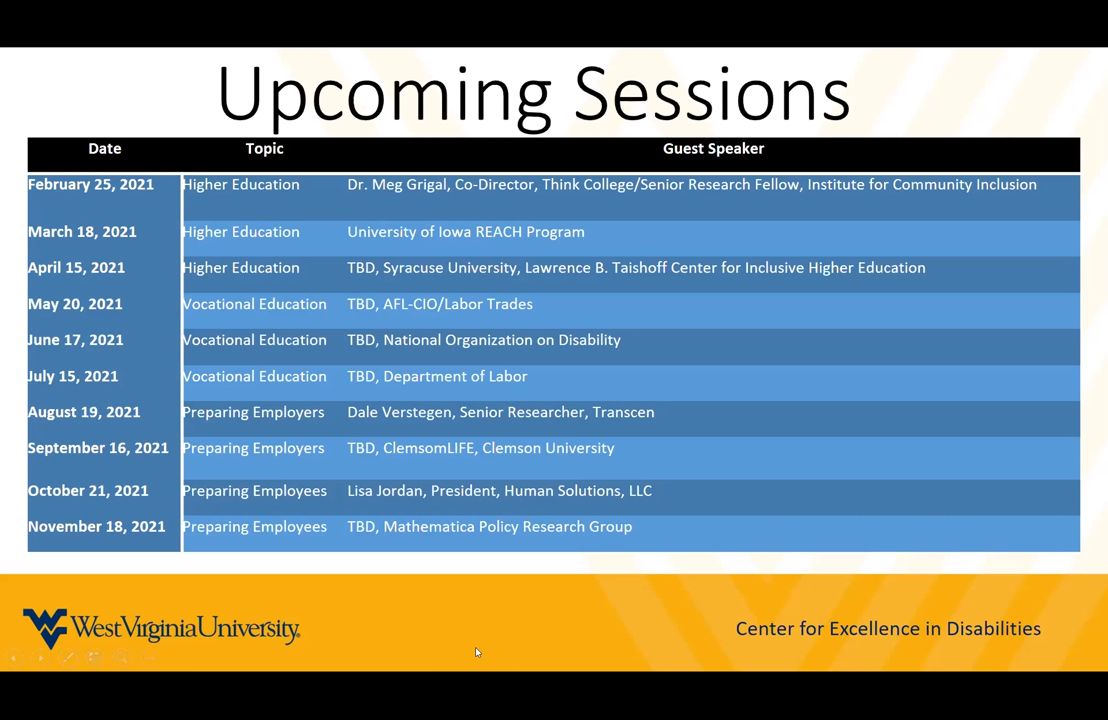 Upcoming Sessions
Date Topic Guest Speaker
February 25, 2021 Higher Education Dr. Meg Grigal, Co-Director, Think College/Senior Research Fellow, Institute for Community Inclusion
March 18, 2021 Higher Education University of Iowa REACH Program
April 15, 2021 Higher Education TBD, Syracuse University, Lawrence B. Taishoff Center for Inclusive Higher Education
May 20, 2021 Vocational Education TBD, AFL-CIO/Labor Trades
June 17, 2021 Vocational Education TBD, National Organization on Disability
July 15, 2021 Vocational Education TBD, Department of Labor
August 19, 2021 Preparing Employers Dale Verstegen, Senior Researcher, Transcen
September 16, 2021 Preparing Employers TBD, ClemsomLIFE, Clemson University
October 21, 2021 Preparing Employees Lisa Jordan, President, Human Solutions, LLC
November 18, 2021 Preparing Employees TBD, Mathematica Policy Research Group
WestVirginiaUniversity.
Center for Excellence in Disabilities